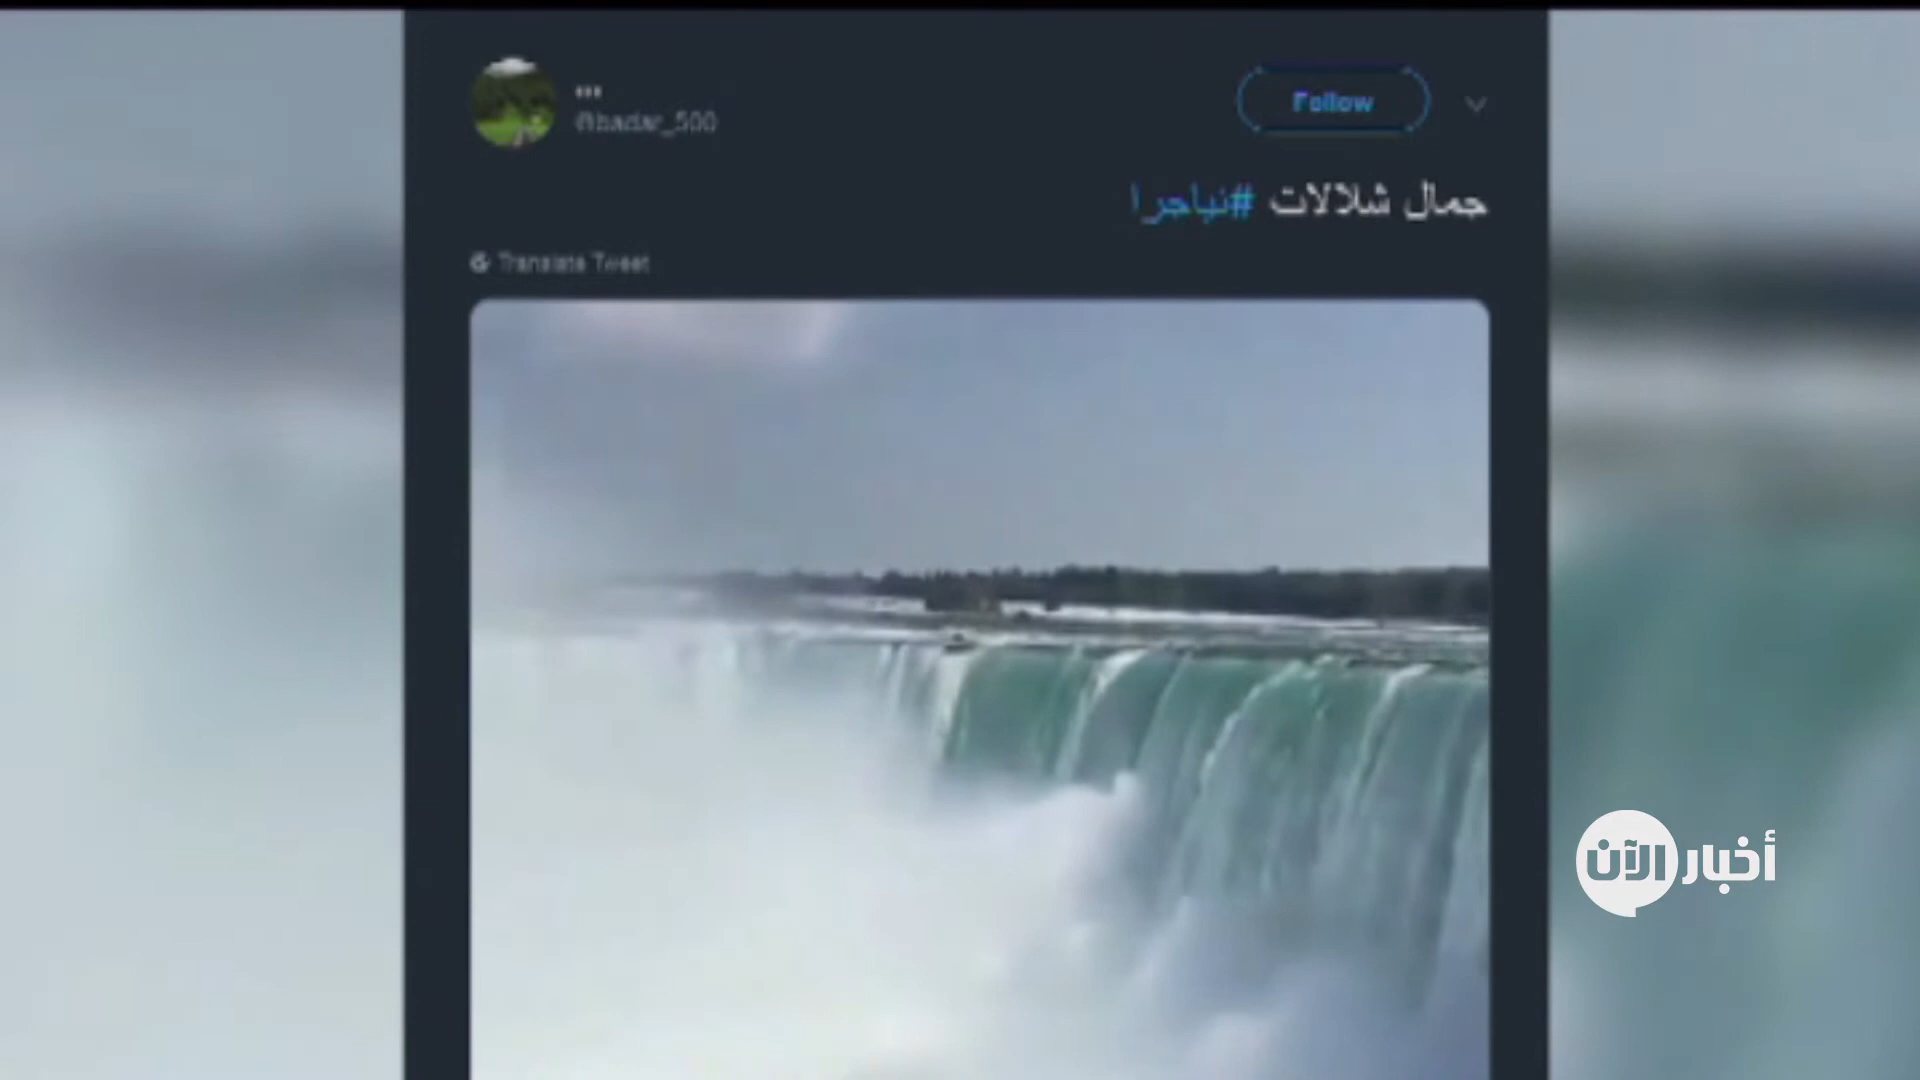 ...
@badar_500
Follow
جمال شلالات #نياجرا
Translate Tweet
أخبار الآن